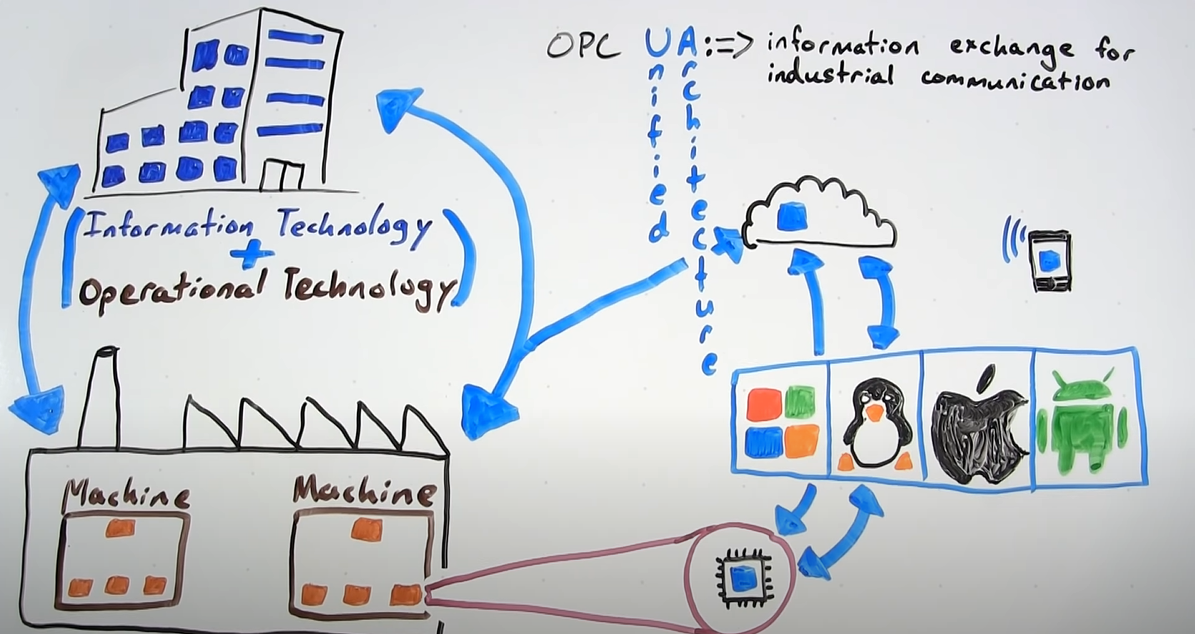 OPC UA :=> information exchange for
industrial communication
Unified
Architecture
Information Technology
+
Operational Technology
Machine
Machine